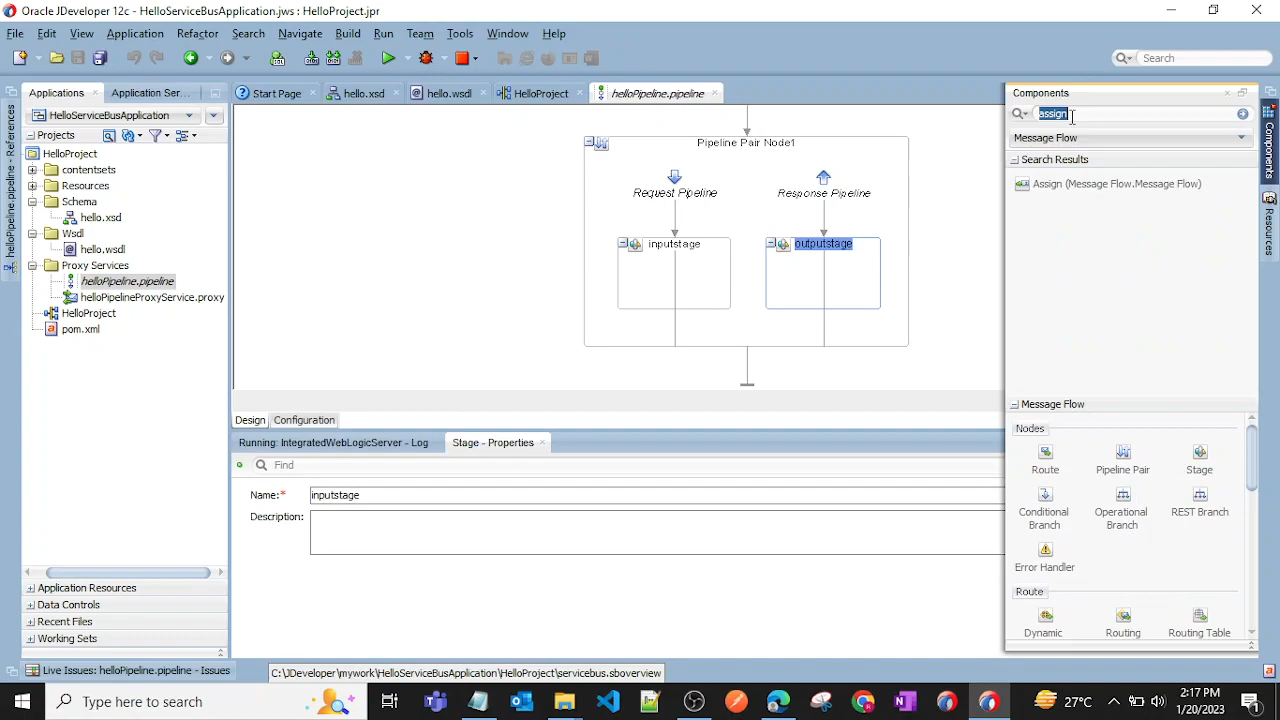 Oracle JDeveloper 12c - HelloServiceBusApplication.jws : HelloProject.jpr
File Edit View Application Refactor Search Navigate Build Run Team Tools Window Help
Search
Applications Application Ser...
Start Page hello.xsd hello.wsdl HelloProject helloPipeline.pipeline
Components
HelloServiceBusApplication
assign
Projects
Message Flow
HelloProject
contentsets
Resources
Schema
hello.xsd
Wsdl
hello.wsdl
Proxy Services
helloPipeline.pipeline
helloPipelineProxyService.proxy
HelloProject
pom.xml
Application Resources
Data Controls
Recent Files
Working Sets
helloPipeline.pipeline - References
Pipeline Pair Node1
Request Pipeline Response Pipeline
inputstage outputstage
Design Configuration
Running: IntegratedWebLogicServer - Log Stage - Properties
Find
Name:* inputstage
Description:
Search Results
Assign (Message Flow.Message Flow)
Message Flow
Nodes
Route Pipeline Pair Stage
Conditional Branch Operational Branch REST Branch
Error Handler
Route
Dynamic Routing Routing Table
Components
Resources
Live Issues: helloPipeline.pipeline - Issues
C:\JDeveloper\mywork\HelloServiceBusApplication\HelloProject\servicebus.sboverview
Type here to search
27°C
2:17 PM
1/20/2023